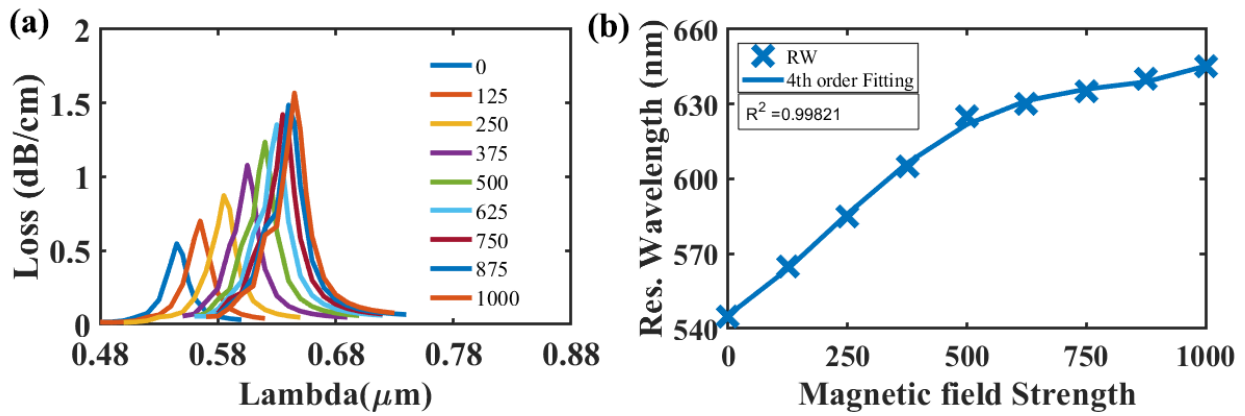 (a)
Loss (dB/cm)
2
1.5
1
0.5
0
0
125
250
375
500
625
750
875
1000
0.48 0.58 0.68 0.78 0.88
Lambda(μm)
(b)
Res. Wavelength (nm)
660
630
600
570
540
RW
4th order Fitting
R² =0.99821
0 250 500 750 1000
Magnetic field Strength